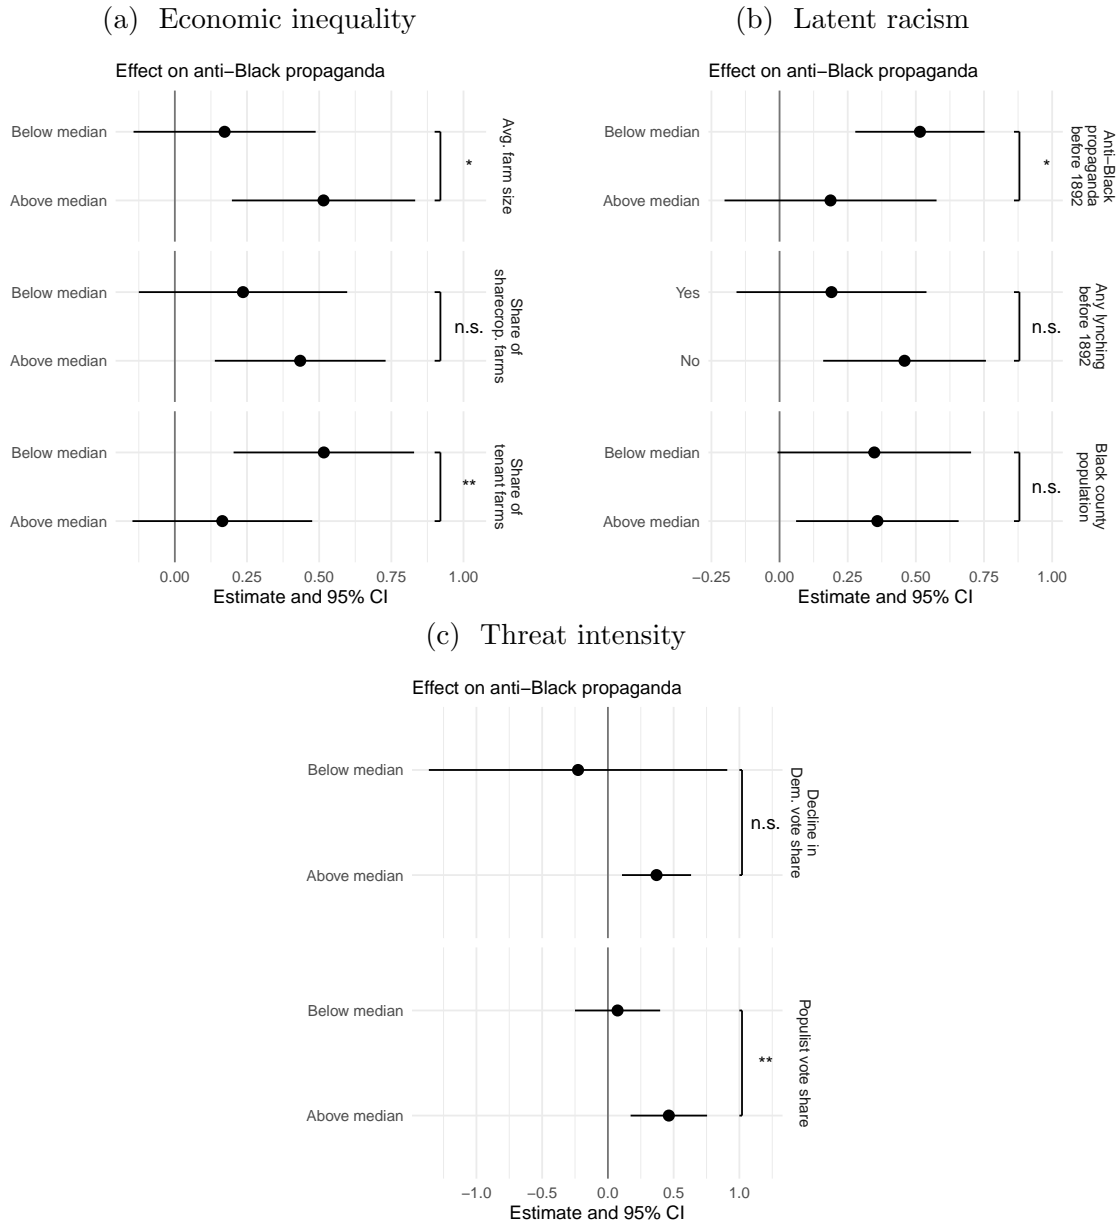 (a) Economic inequality
Effect on anti−Black propaganda
Below median
Above median
Avg. farm size
*
Below median
Above median
Share of
sharecrop. farms
n.s.
Below median
Above median
Share of
tenant farms
**
0.00 0.25 0.50 0.75 1.00
Estimate and 95% CI
(b) Latent racism
Effect on anti−Black propaganda
Below median
Above median
Anti−Black
propaganda
before 1892
*
Yes
No
Any lynching
before 1892
n.s.
Below median
Above median
Black county
population
n.s.
−0.25 0.00 0.25 0.50 0.75 1.00
Estimate and 95% CI
(c) Threat intensity
Effect on anti−Black propaganda
Below median
Above median
Decline in
Dem. vote share
n.s.
Below median
Above median
Populist vote share
**
−1.0 −0.5 0.0 0.5 1.0
Estimate and 95% CI